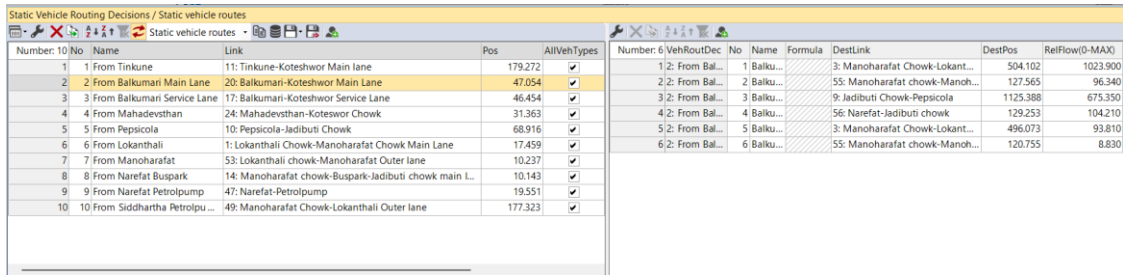 Static Vehicle Routing Decisions / Static vehicle routes
Static vehicle routes
Number: 10 No Name Link Pos AllVehTypes
1 1 From Tinkune 11: Tinkune-Koteshwor Main lane 179.272
2 2 From Balkumari Main Lane 20: Balkumari-Koteshwor Main Lane 47.054
3 3 From Balkumari Service Lane 17: Balkumari-Koteshwor Service Lane 46.454
4 4 From Mahadevsthan 24: Mahadevsthan-Koteswor Chowk 31.363
5 5 From Pepsicola 10: Pepsicola-Jadibuti Chowk 68.916
6 6 From Lokanthali 1: Lokanthali Chowk-Manoharafat Chowk Main Lane 17.459
7 7 From Manoharafat 53: Lokanthali chowk-Manoharafat Outer lane 10.237
8 8 From Narefat Buspark 14: Manoharafat chowk-Buspark-Jadibuti chowk main l... 10.143
9 9 From Narefat Petrolpump 47: Narefat-Petrolpump 19.551
10 10 From Siddhartha Petrolpu... 49: Manoharafat Chowk-Lokanthali Outer lane 177.323
Number: 6 VehRoutDec No Name Formula DestLink DestPos RelFlow(0-MAX)
1 2: From Bal... 1 Balku... 3: Manoharafat Chowk-Lokant... 504.102 1023.900
2 2: From Bal... 2 Balku... 55: Manoharafat chowk-Manoh... 127.565 96.340
3 2: From Bal... 3 Balku... 9: Jadibuti Chowk-Pepsicola 1125.388 675.350
4 2: From Bal... 4 Balku... 56: Narefat-Jadibuti chowk 129.253 104.210
5 2: From Bal... 5 Balku... 3: Manoharafat Chowk-Lokant... 496.073 93.810
6 2: From Bal... 6 Balku... 55: Manoharafat chowk-Manoh... 120.755 8.830